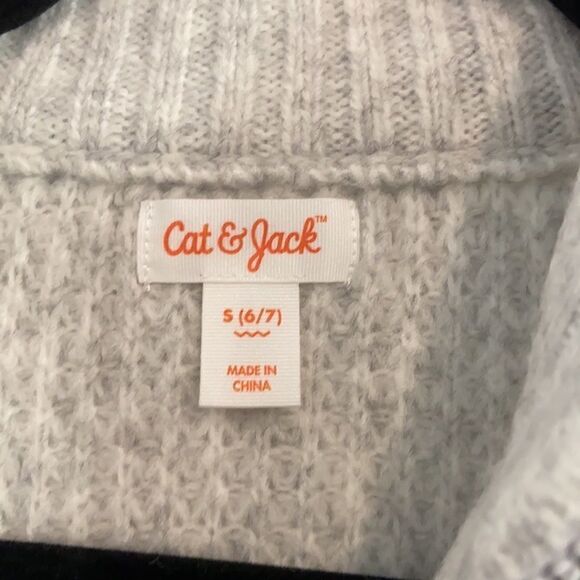 Cat & Jack™
S (6/7)
MADE IN
CHINA